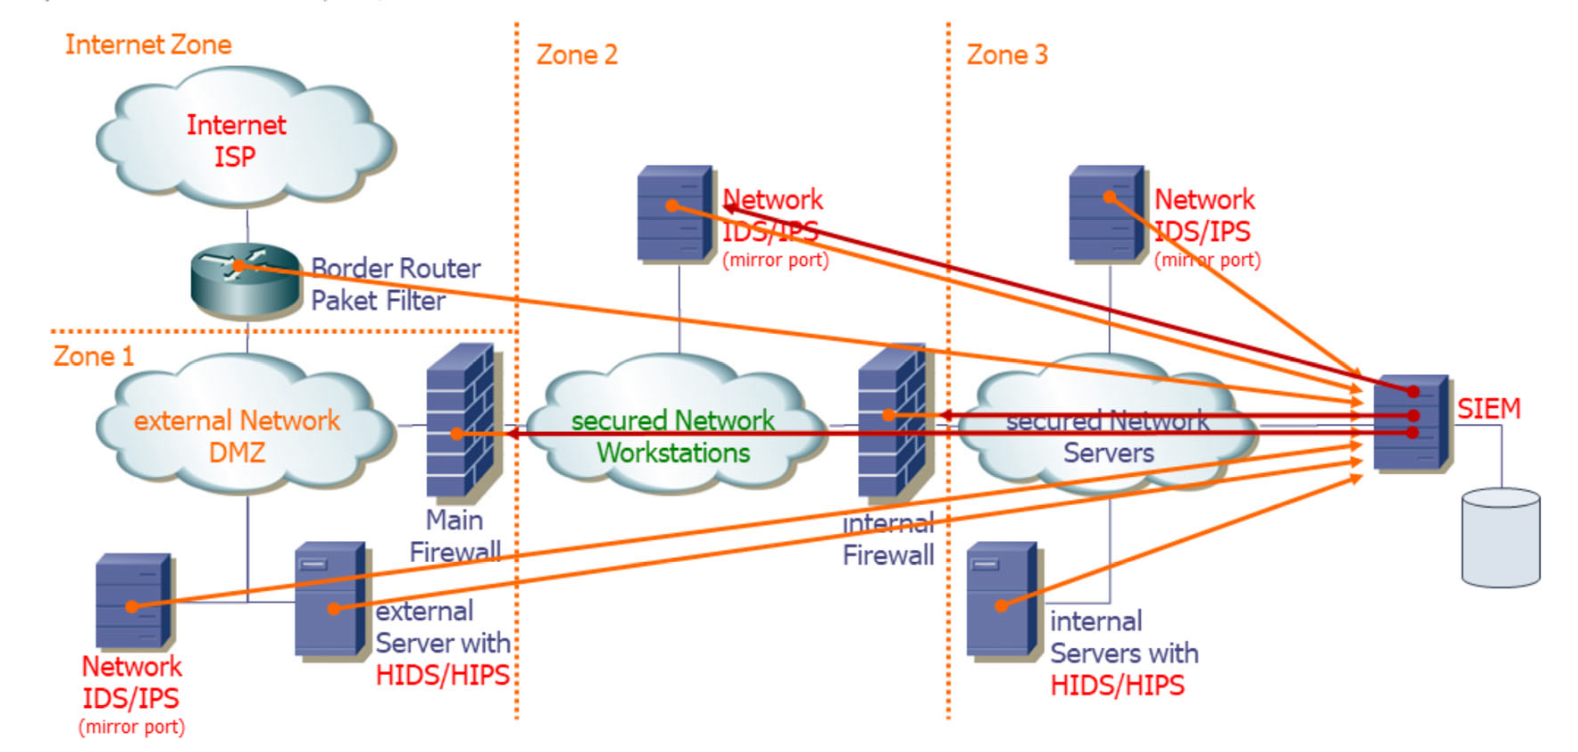 Internet Zone
Zone 2
Zone 3
Internet
ISP
Network
IDS/IPS
(mirror port)
Network
IDS/IPS
(mirror port)
Border Router
Paket Filter
Zone 1
external Network
DMZ
secured Network
Workstations
secured Network
Servers
SIEM
Main
Firewall
internal
Firewall
external
Server with
HIDS/HIPS
internal
Servers with
HIDS/HIPS
Network
IDS/IPS
(mirror port)